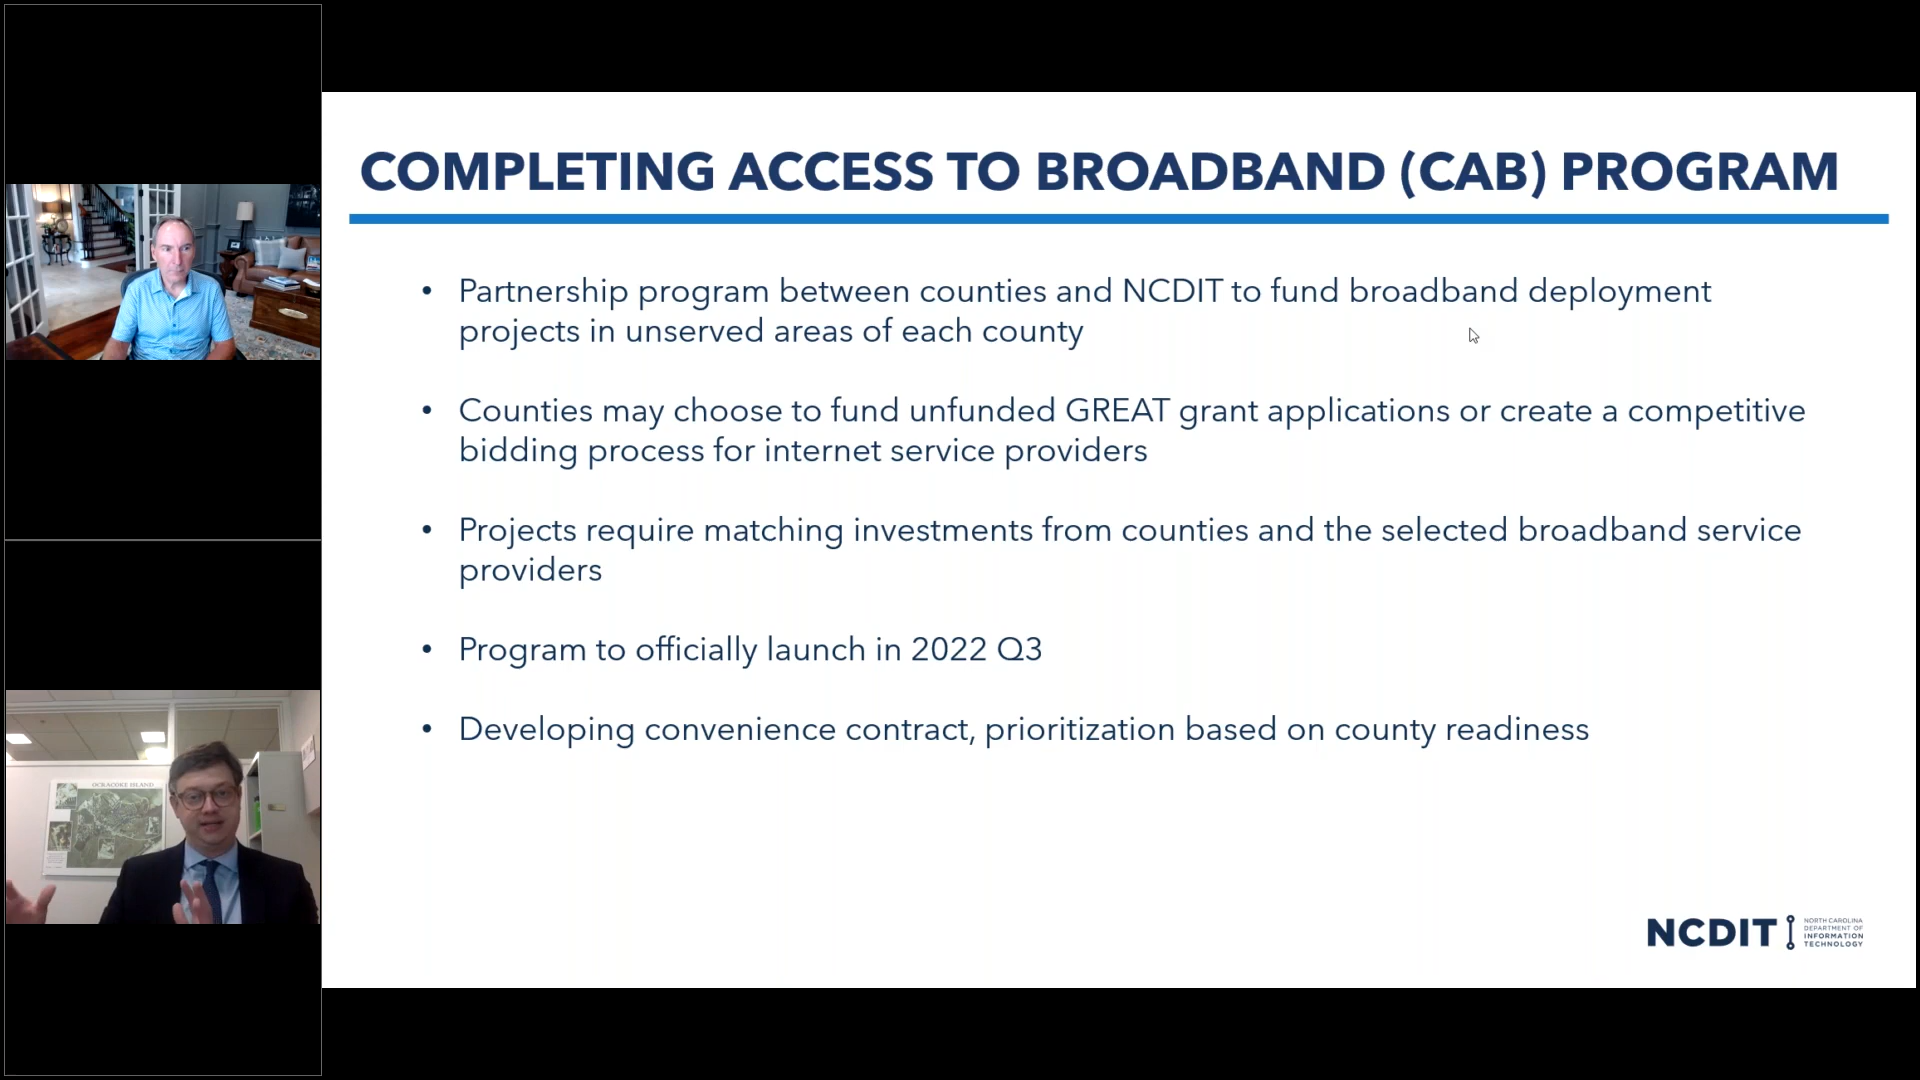 COMPLETING ACCESS TO BROADBAND (CAB) PROGRAM
• Partnership program between counties and NCDIT to fund broadband deployment
projects in unserved areas of each county
• Counties may choose to fund unfunded GREAT grant applications or create a competitive
bidding process for internet service providers
• Projects require matching investments from counties and the selected broadband service
providers
• Program to officially launch in 2022 Q3
• Developing convenience contract, prioritization based on county readiness
OCRACOKE ISLAND
NCDIT
NORTH CAROLINA
DEPARTMENT OF
INFORMATION
TECHNOLOGY